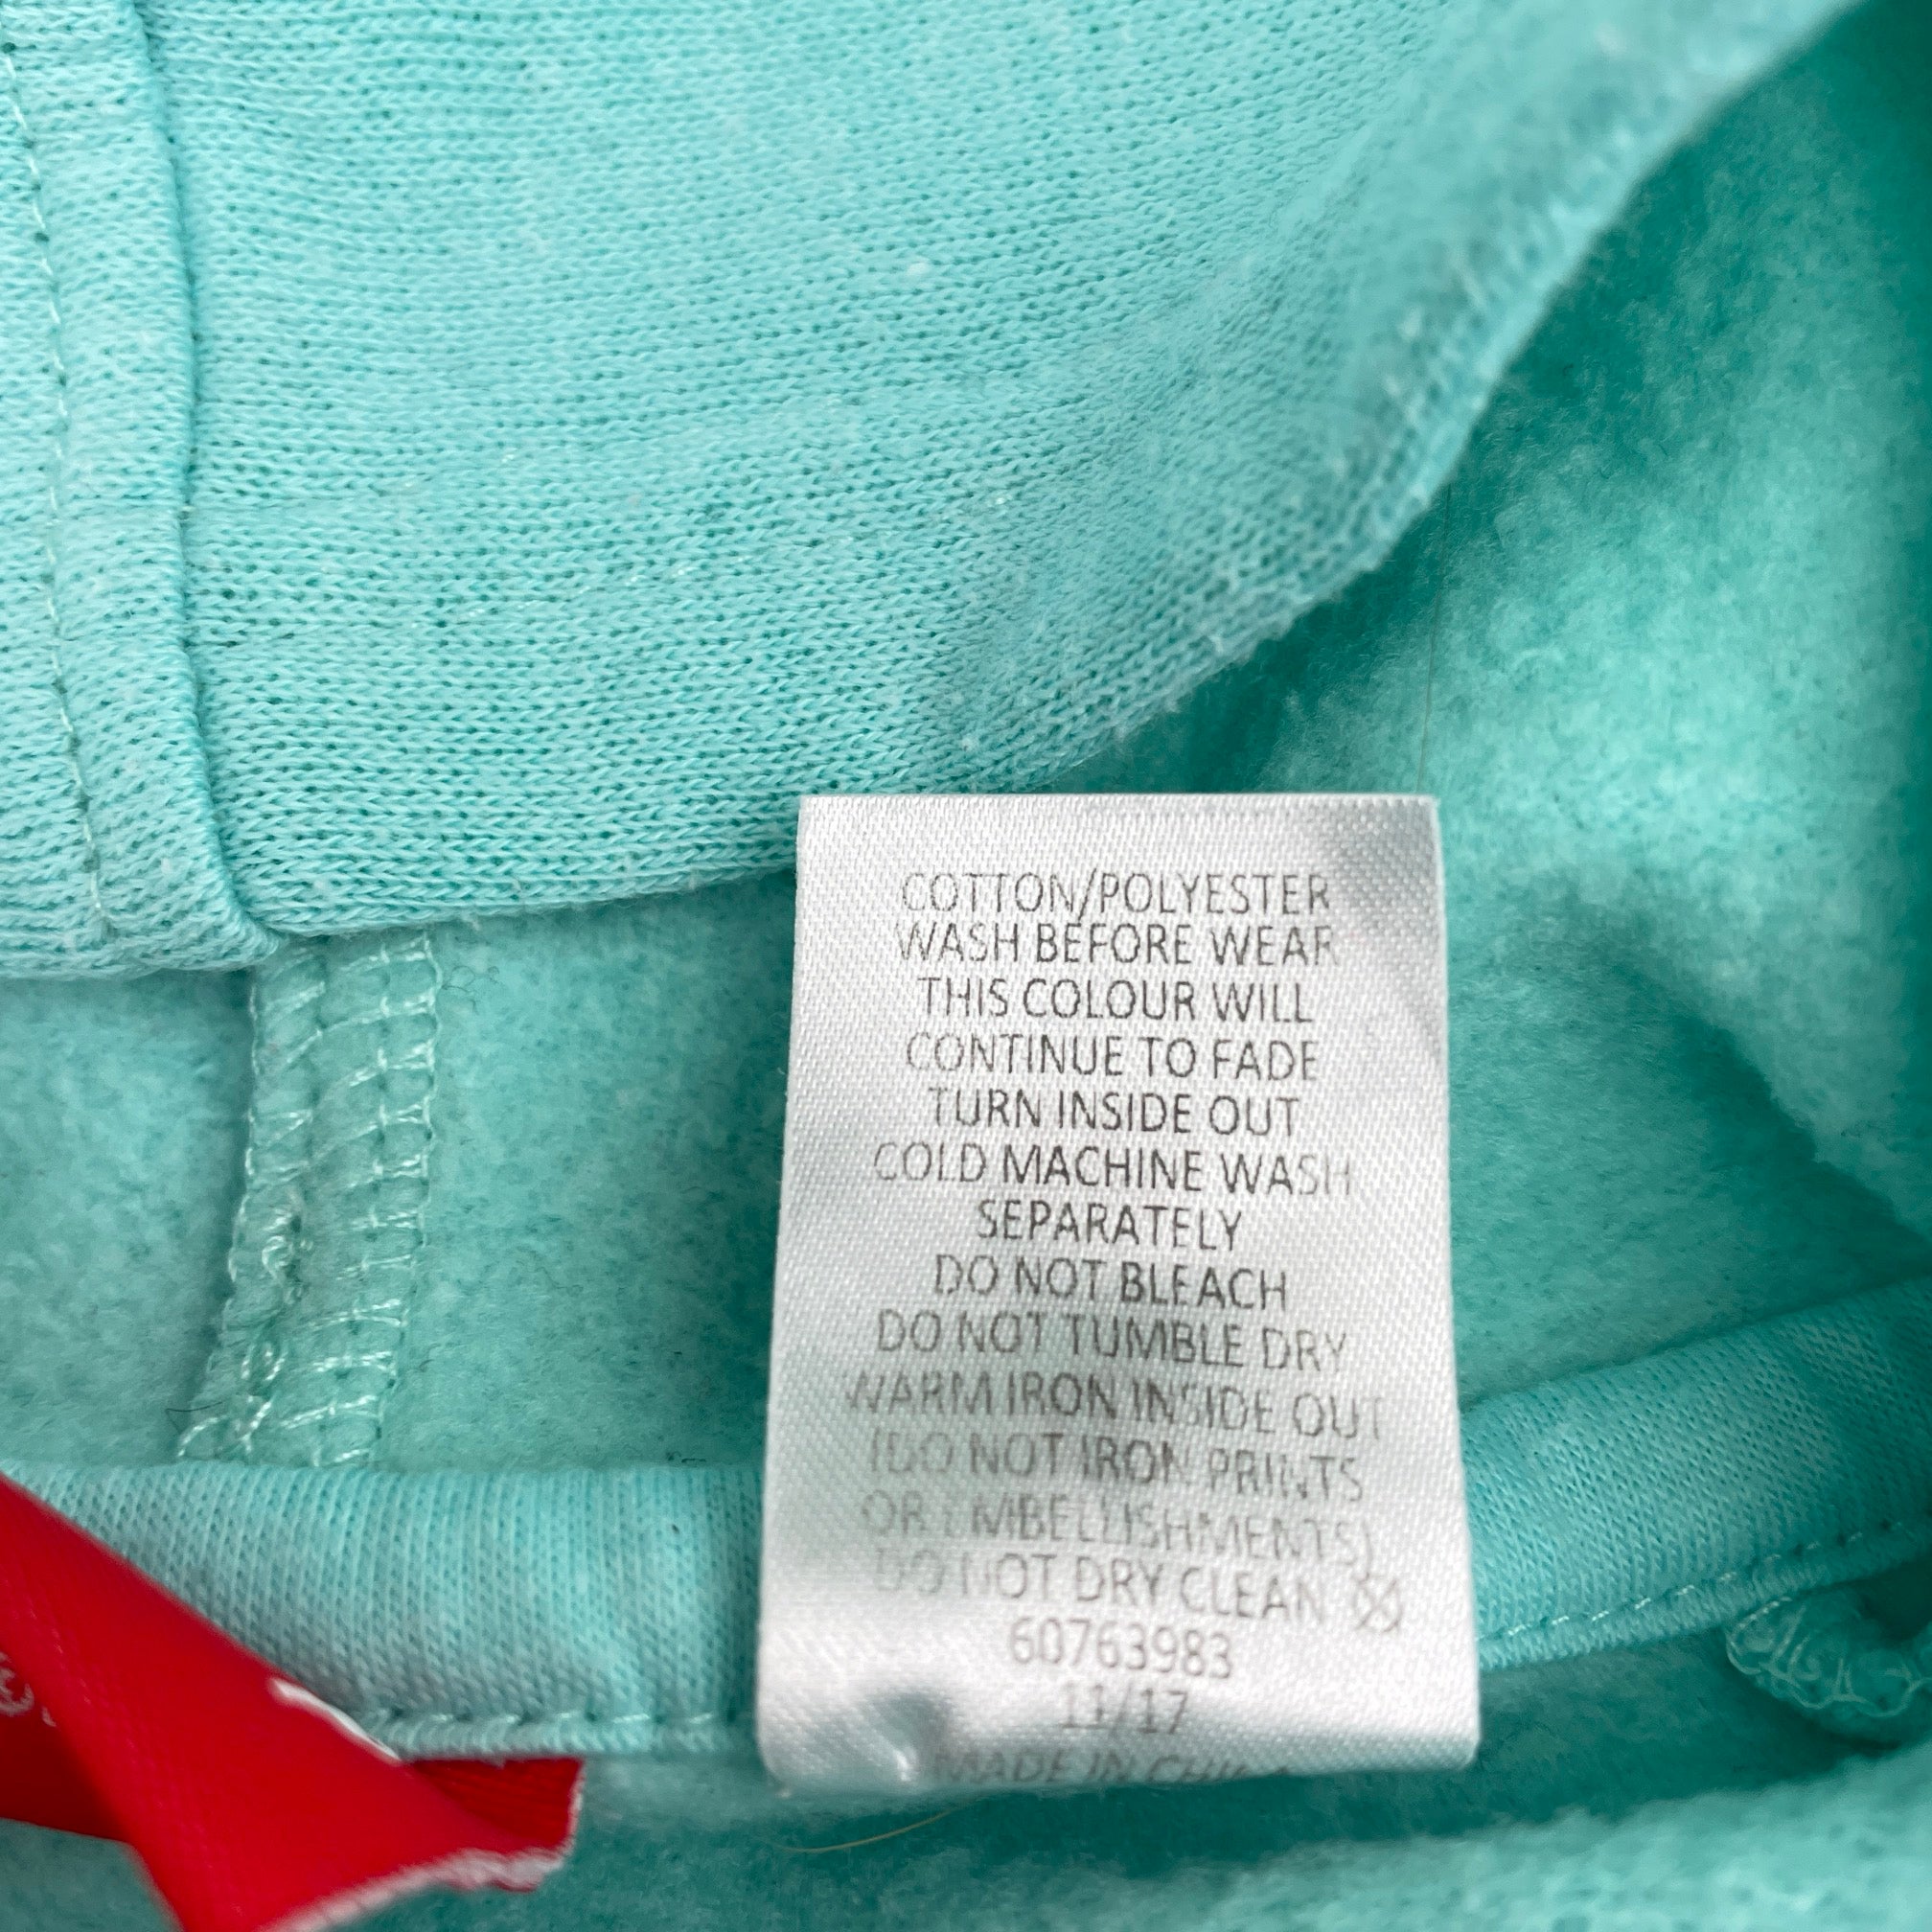 COTTON/POLYESTER
WASH BEFORE WEAR
THIS COLOUR WILL
CONTINUE TO FADE
TURN INSIDE OUT
COLD MACHINE WASH
SEPARATELY
DO NOT BLEACH
DO NOT TUMBLE DRY
WARM IRON INSIDE OUT
(DO NOT IRON PRINTS
OR EMBELLISHMENTS)
DO NOT DRY CLEAN
60763983
11/17
MADE IN CHINA